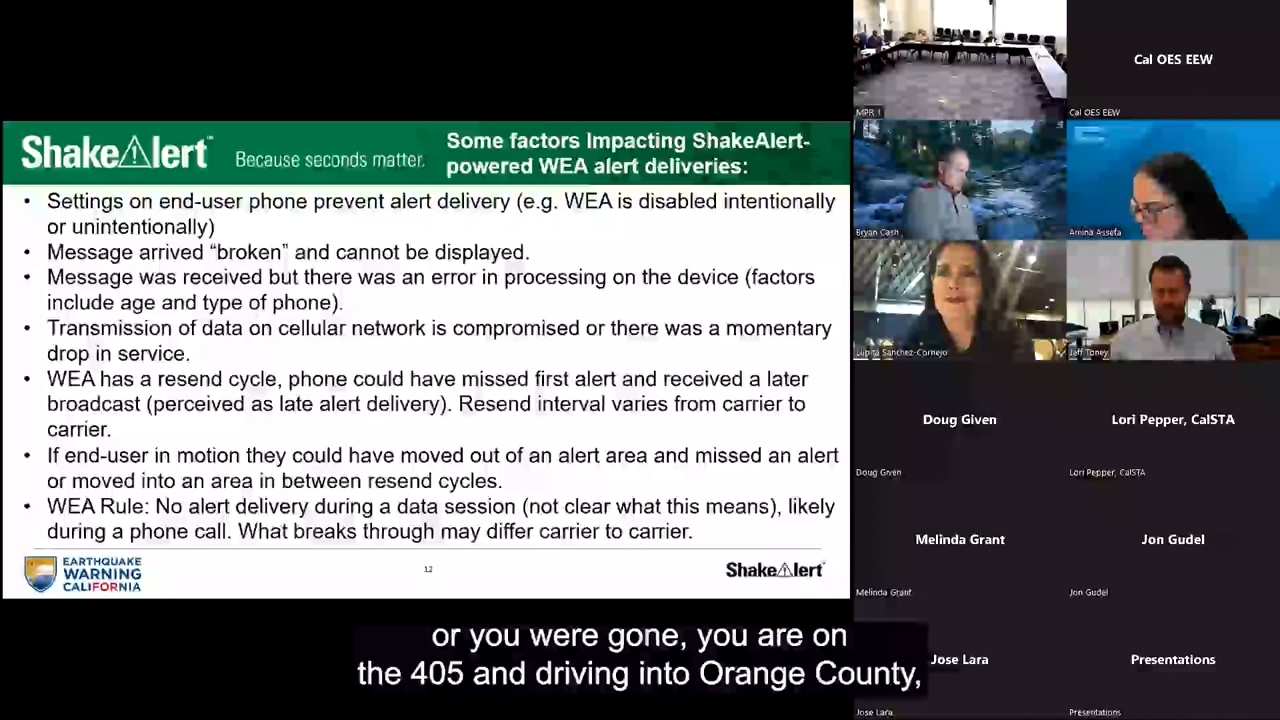 ShakeAlert™ Because seconds matter.
Some factors Impacting ShakeAlert-
powered WEA alert deliveries:
• Settings on end-user phone prevent alert delivery (e.g. WEA is disabled intentionally
or unintentionally)
• Message arrived “broken” and cannot be displayed.
• Message was received but there was an error in processing on the device (factors
include age and type of phone).
• Transmission of data on cellular network is compromised or there was a momentary
drop in service.
• WEA has a resend cycle, phone could have missed first alert and received a later
broadcast (perceived as late alert delivery). Resend interval varies from carrier to
carrier.
• If end-user in motion they could have moved out of an alert area and missed an alert
or moved into an area in between resend cycles.
• WEA Rule: No alert delivery during a data session (not clear what this means), likely
during a phone call. What breaks through may differ carrier to carrier.
EARTHQUAKE
WARNING
CALIFORNIA
12
ShakeAlert
MPR 1
Cal OES EEW
Cal OES EEW
Bryan Cash
Amina Assefa
Lupita Sanchez-Cornejo
Jeff Toney
Doug Given
Doug Given
Lori Pepper, CalSTA
Lori Pepper, CalSTA
Melinda Grant
Melinda Grant
Jon Gudel
Jon Gudel
Jose Lara
Jose Lara
Presentations
Presentations
or you were gone, you are on
the 405 and driving into Orange County,